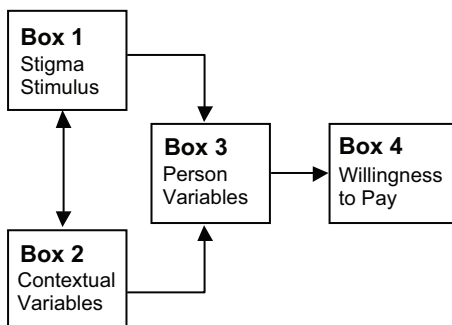 Box 1
Stigma
Stimulus
Box 2
Contextual
Variables
Box 3
Person
Variables
Box 4
Willingness
to Pay